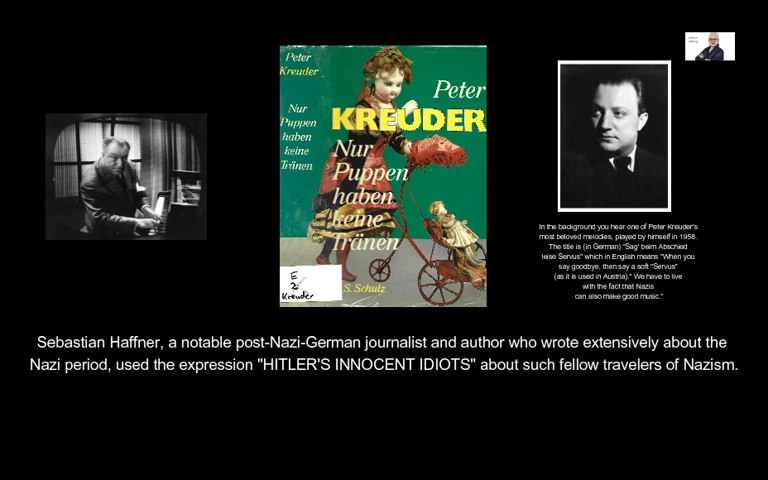 Peter
Kreuder
Nur
Puppen
haben
keine
Tränen
Peter
KREUDER
Nur
Puppen
haben
keine
Tränen
E
Kreuder
S. Schulz
In the background you hear one of Peter Kreuder's
most beloved melodies, played by himself in 1958.
The title is (in German) "Sag' beim Abschied
leise Servus" which in English means "When you
say goodbye, then say a soft "Servus"
(as it is used in Austria)." We have to live
with the fact that Nazis
can also make good music."
Sebastian Haffner, a notable post-Nazi-German journalist and author who wrote extensively about the
Nazi period, used the expression "HITLER'S INNOCENT IDIOTS" about such fellow travelers of Nazism.